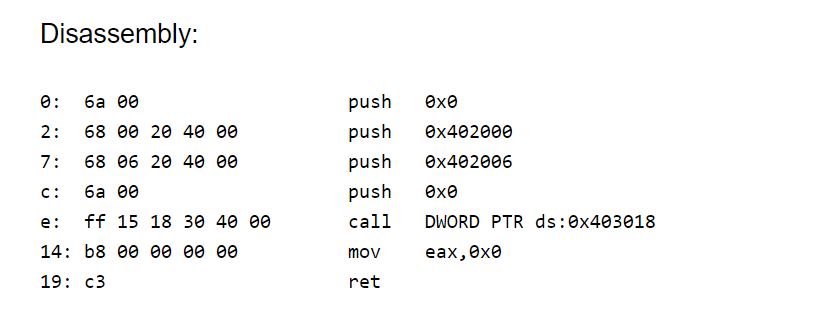 Disassembly:
0: 6a 00 push 0x0
2: 68 00 20 40 00 push 0x402000
7: 68 06 20 40 00 push 0x402006
c: 6a 00 push 0x0
e: ff 15 18 30 40 00 call DWORD PTR ds:0x403018
14: b8 00 00 00 00 mov eax,0x0
19: c3 ret